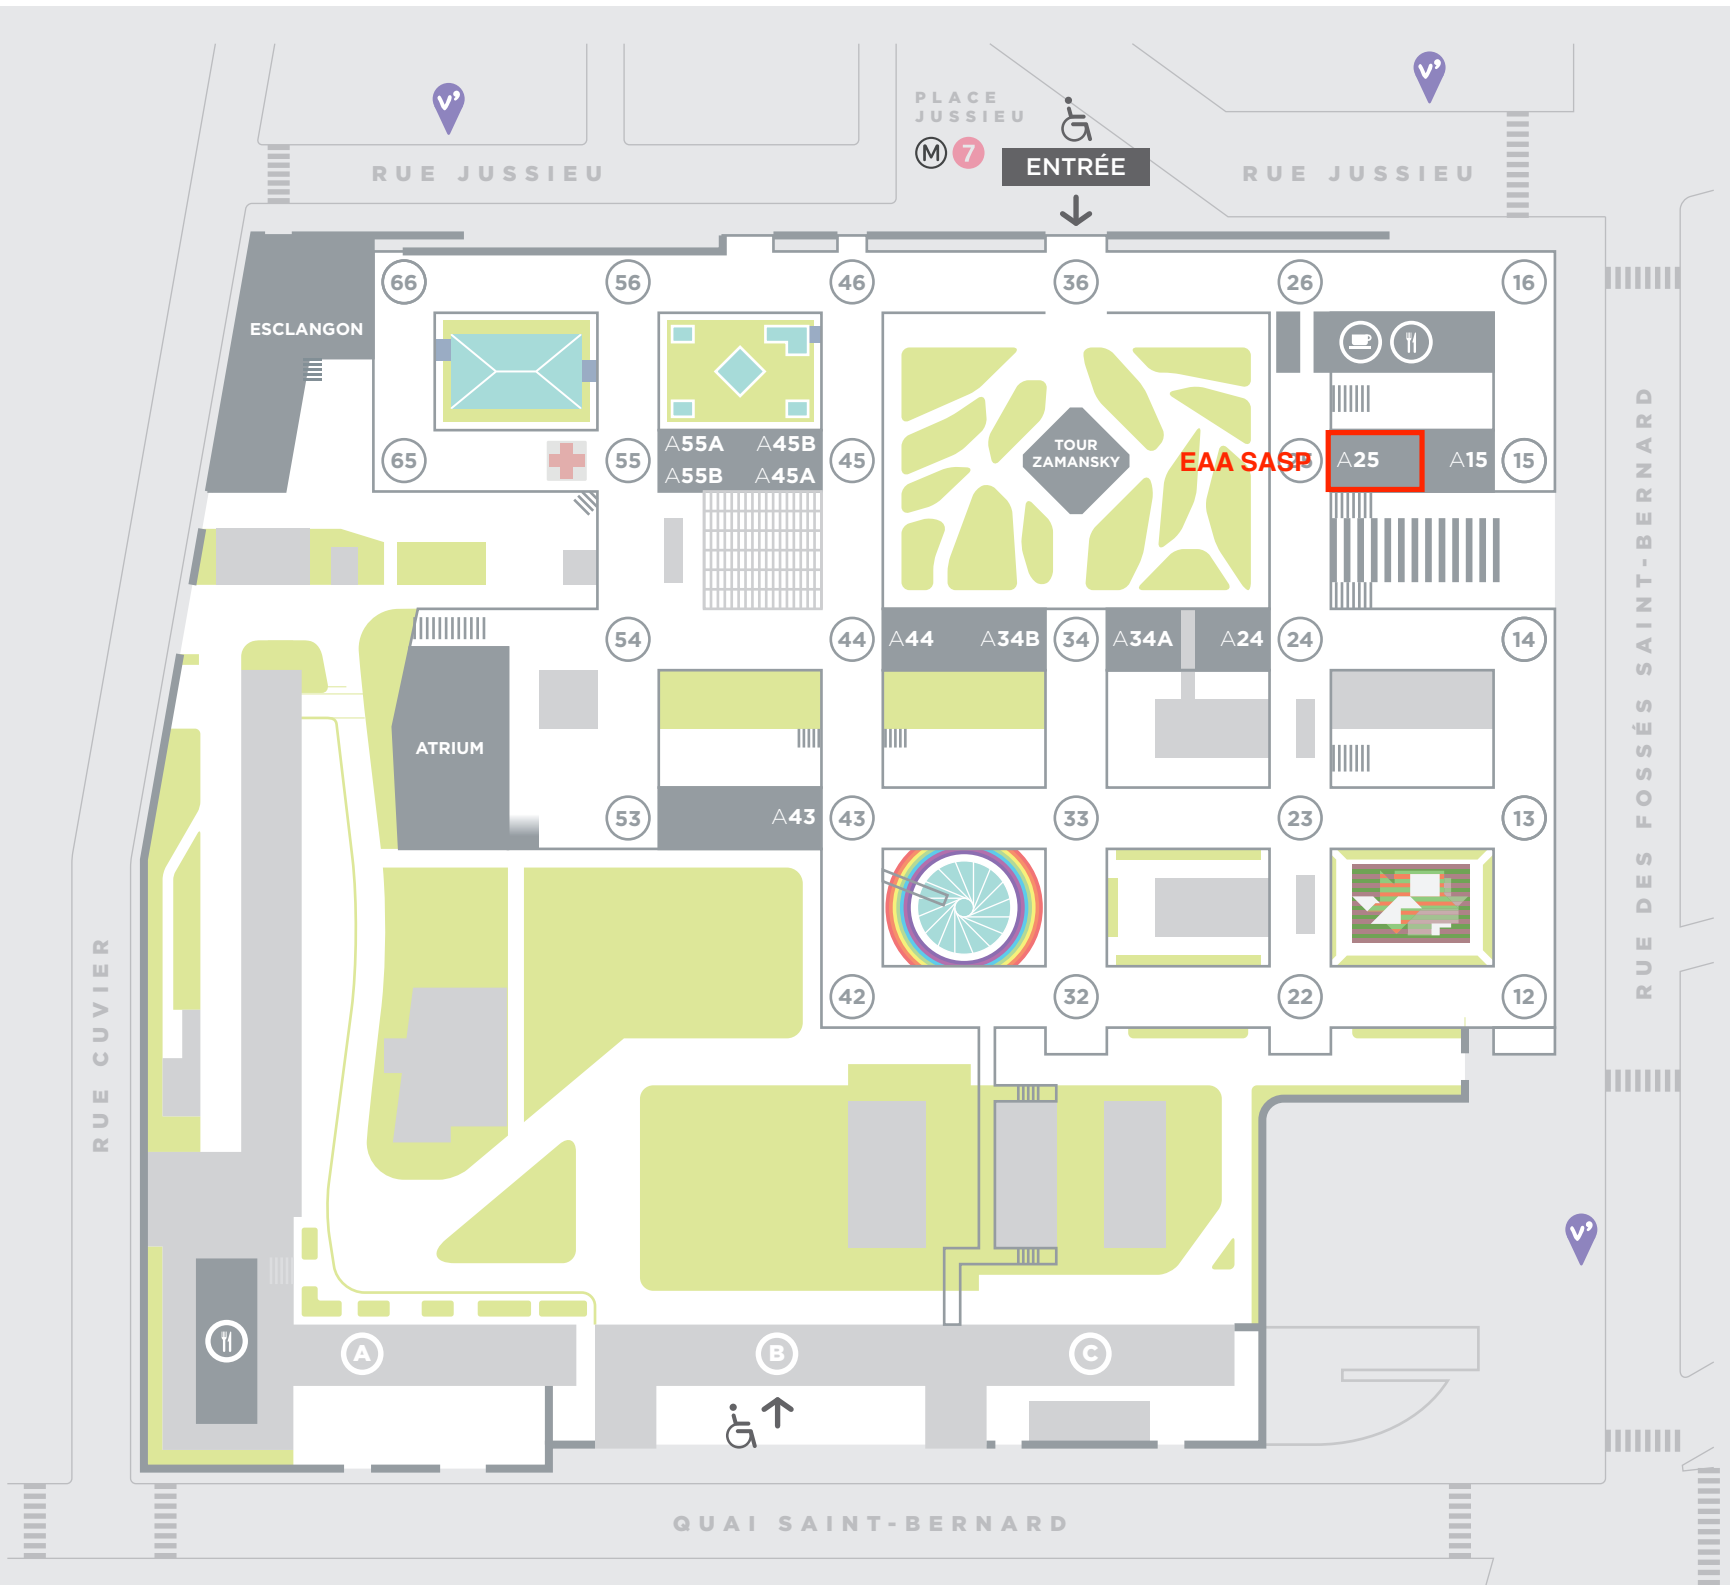 PLACE
JUSSIEU
M 7
ENTRÉE
V'
V'
RUE JUSSIEU
RUE JUSSIEU
66
56
46
36
26
16
ESCLANGON
65
55
A55A
A45B
A55B
A45A
45
TOUR
ZAMANSKY
EAA SASP
A25
A15
15
54
44
A44
A34B
34
A34A
A24
24
14
ATRIUM
53
A43
43
33
23
13
42
32
22
12
RUE CUVIER
RUE DES FOSSÉS SAINT-BERNARD
V'
A
B
C
QUAI SAINT-BERNARD